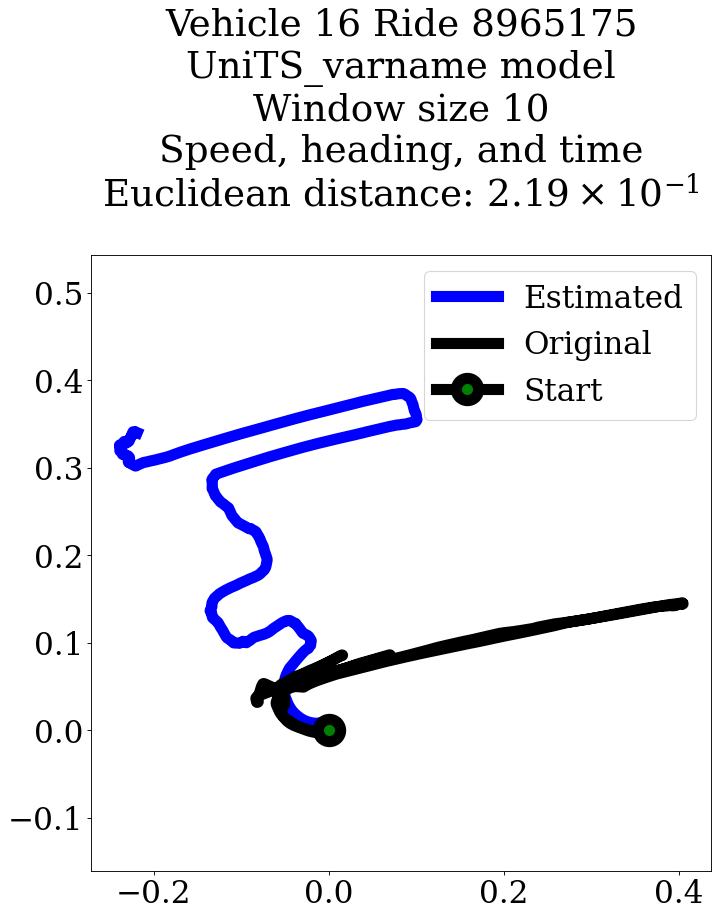 Vehicle 16 Ride 8965175
UniTS_varname model
Window size 10
Speed, heading, and time
Euclidean distance: 2.19 × 10⁻¹
Estimated
Original
Start
0.5
0.4
0.3
0.2
0.1
0.0
−0.1
−0.2 0.0 0.2 0.4